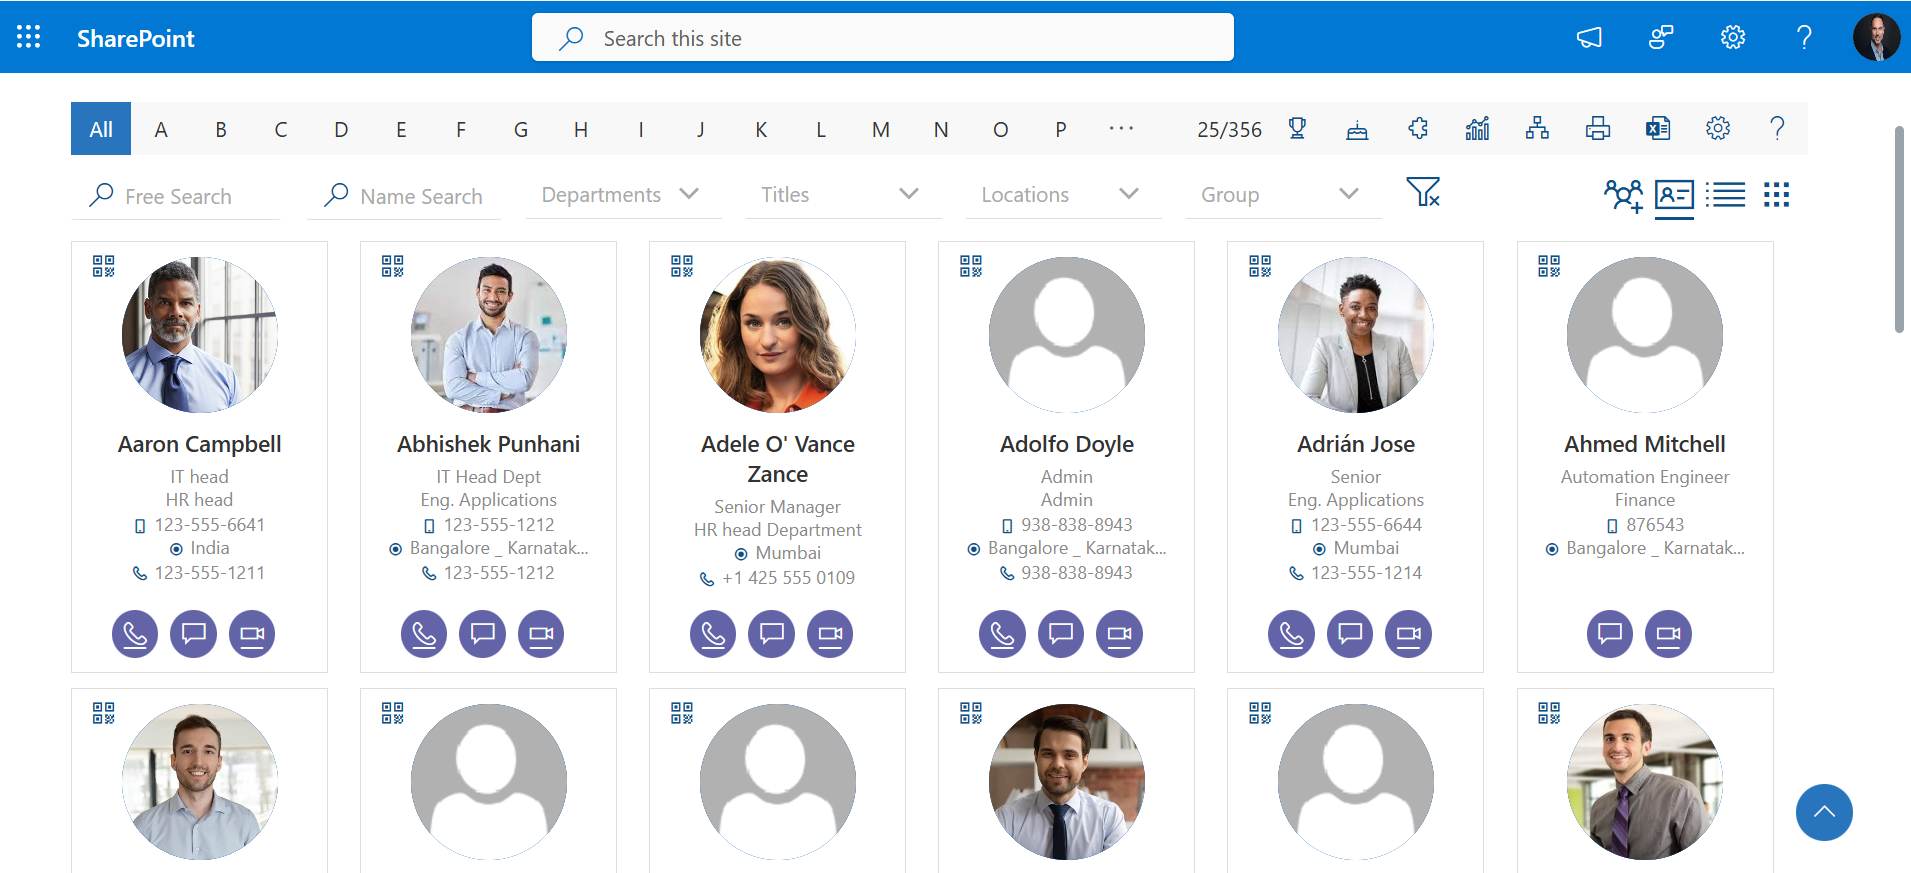 SharePoint
Search this site
All A B C D E F G H I J K L M N O P ... 25/356
Free Search Name Search Departments Titles Locations Group
Aaron Campbell
IT head
HR head
123-555-6641
India
123-555-1211
Abhishek Punhani
IT Head Dept
Eng. Applications
123-555-1212
Bangalore _ Karnatak...
123-555-1212
Adele O' Vance
Zance
Senior Manager
HR head Department
Mumbai
+1 425 555 0109
Adolfo Doyle
Admin
Admin
938-838-8943
Bangalore _ Karnatak...
938-838-8943
Adrián Jose
Senior
Eng. Applications
123-555-6644
Mumbai
123-555-1214
Ahmed Mitchell
Automation Engineer
Finance
876543
Bangalore _ Karnatak...